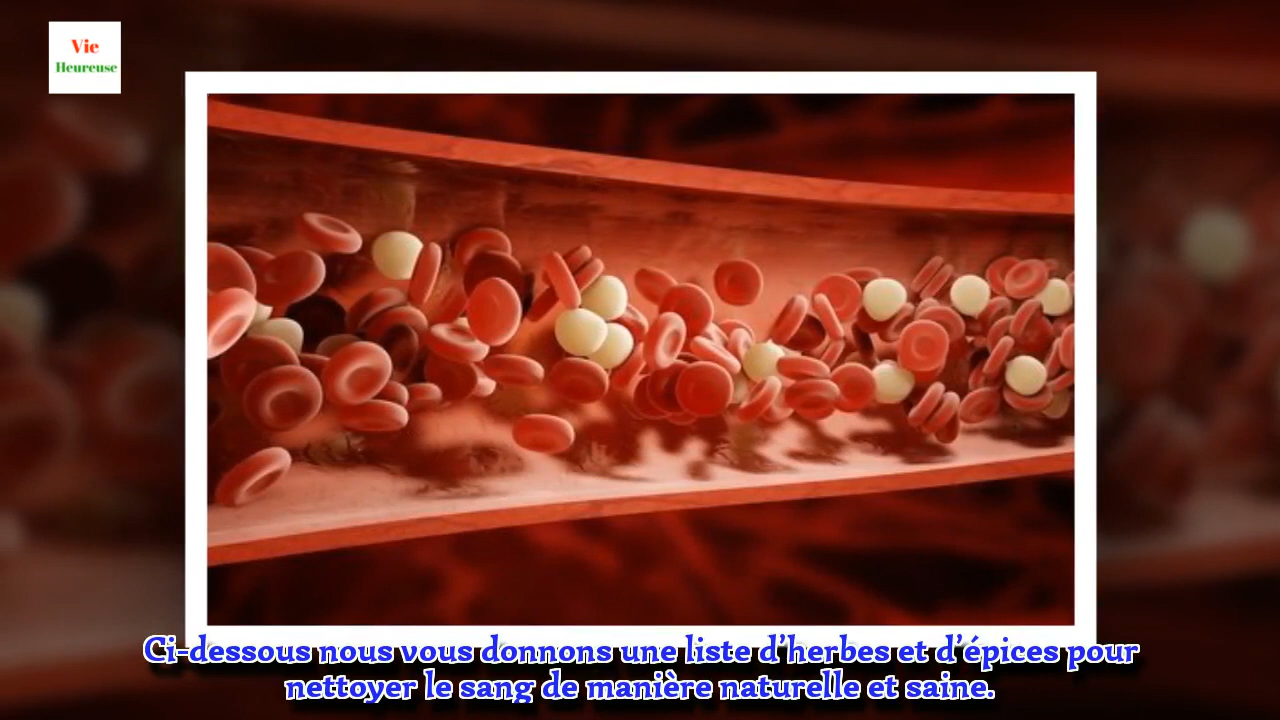 Vie
Heureuse
Ci-dessous nous vous donnons une liste d'herbes et d'épices pour
nettoyer le sang de manière naturelle et saine.